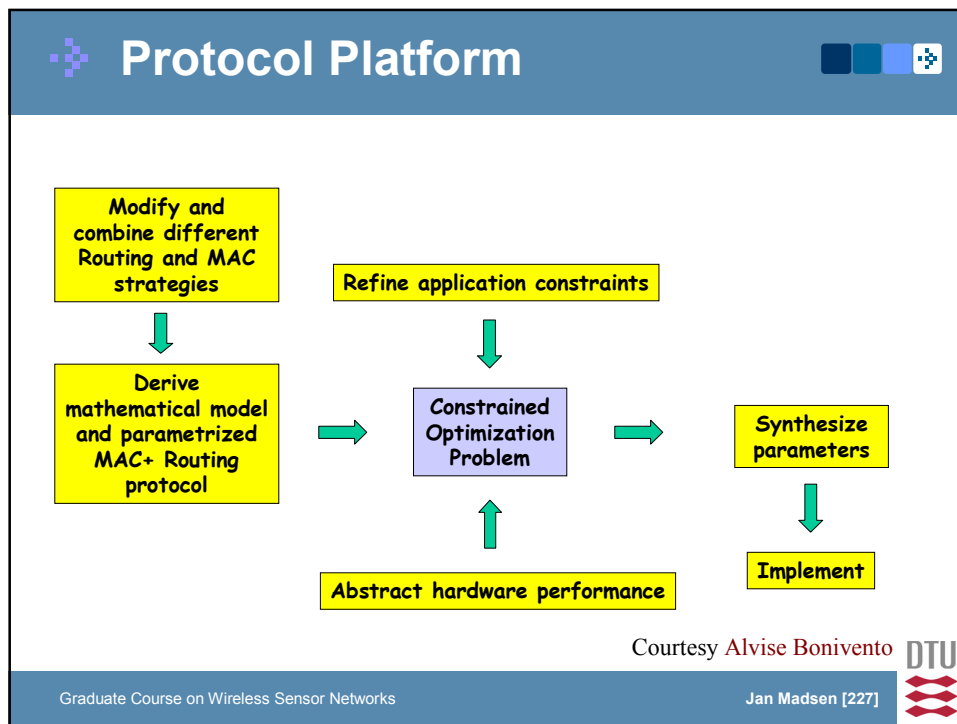 Protocol Platform
Modify and
combine different
Routing and MAC
strategies
Refine application constraints
Derive
mathematical model
and parametrized
MAC+ Routing
protocol
Constrained
Optimization
Problem
Synthesize
parameters
Abstract hardware performance
Implement
Courtesy Alvise Bonivento
DTU
Graduate Course on Wireless Sensor Networks
Jan Madsen [227]